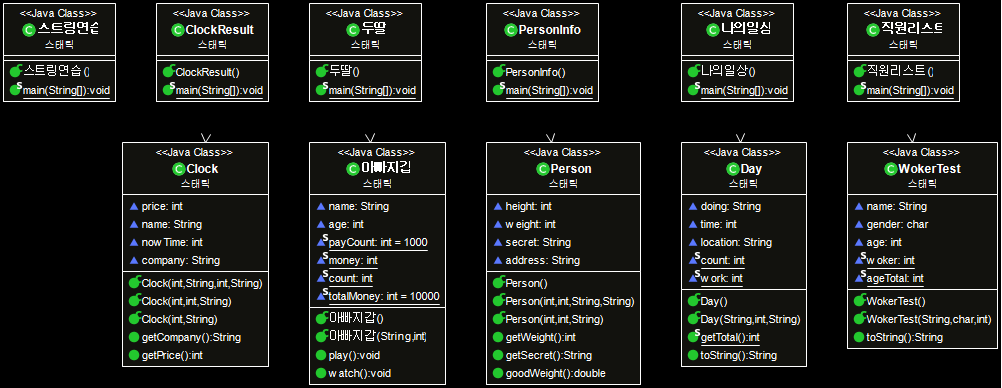 <<Java Class>>
스트링연습
스태틱
스트링연습()
main(String[]):void
<<Java Class>>
ClockResult
스태틱
ClockResult()
main(String[]):void
<<Java Class>>
두딸
스태틱
두딸()
main(String[]):void
<<Java Class>>
PersonInfo
스태틱
PersonInfo()
main(String[]):void
<<Java Class>>
나의일상
스태틱
나의일상()
main(String[]):void
<<Java Class>>
직원리스트
스태틱
직원리스트()
main(String[]):void
<<Java Class>>
Clock
스태틱
price: int
name: String
nowTime: int
company: String
Clock(int,String,int,String)
Clock(int,int,String)
Clock(int,String)
getCompany():String
getPrice():int
<<Java Class>>
아빠지갑
스태틱
name: String
age: int
payCount: int = 1000
money: int
count: int
totalMoney: int = 10000
아빠지갑()
아빠지갑(String,int)
play():void
watch():void
<<Java Class>>
Person
스태틱
height: int
weight: int
secret: String
address: String
Person()
Person(int,int,String,String)
Person(int,int,String)
getWeight():int
getSecret():String
goodWeight():double
<<Java Class>>
Day
스태틱
doing: String
time: int
location: String
count: int
work: int
Day()
Day(String,int,String)
getTotal():int
toString():String
<<Java Class>>
WokerTest
스태틱
name: String
gender: char
age: int
woker: int
ageTotal: int
WokerTest()
WokerTest(String,char,int)
toString():String